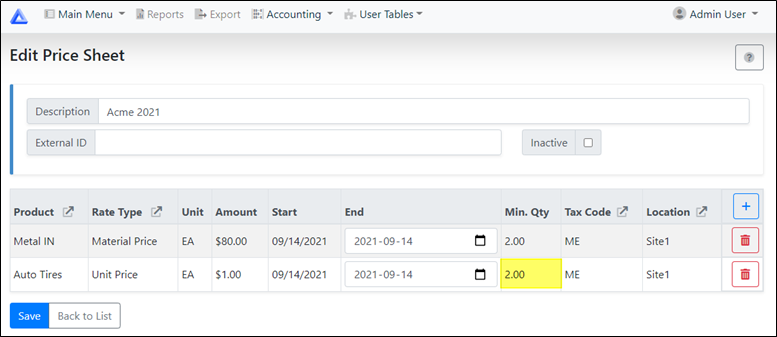 Main Menu Reports Export Accounting User Tables Admin User
Edit Price Sheet
?
Description Acme 2021
External ID Inactive
Product Rate Type Unit Amount Start End Min. Qty Tax Code Location +
Metal IN Material Price EA $80.00 09/14/2021 2021-09-14 2.00 ME Site1
Auto Tires Unit Price EA $1.00 09/14/2021 2021-09-14 2.00 ME Site1
Save Back to List